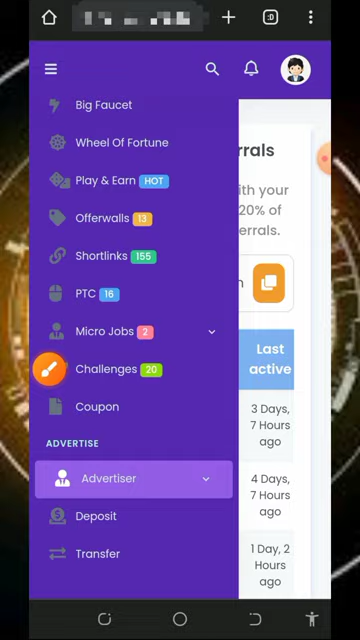 :D
Big Faucet
Wheel Of Fortune
Play & Earn HOT
Offerwalls 13
Shortlinks 155
PTC 16
Micro Jobs 2
Challenges 20
Coupon
ADVERTISE
Advertiser
Deposit
Transfer
rrals
with your
20% of
errals.
n
Last
active
3 Days,
7 Hours
ago
4 Days,
7 Hours
ago
1 Day, 2
Hours
ago